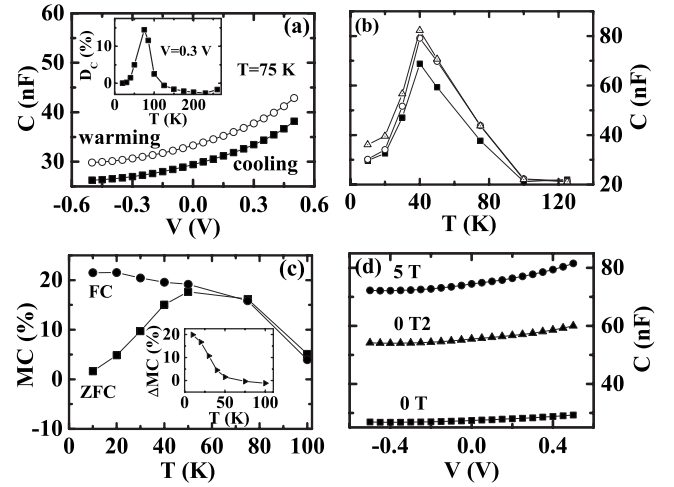 (a)
C (nF)
60
50
40
30
D_C (%)
10
0
0 100 200
T (K)
V=0.3 V
T=75 K
warming
cooling
-0.6 -0.3 0.0 0.3 0.6
V (V)
(b)
80
60
40
20
C (nF)
0 40 80 120
T (K)
(c)
MC (%)
20
10
0
-10
FC
ZFC
ΔMC (%)
20
10
0
0 50 100
T (K)
20 40 60 80 100
T (K)
(d)
5 T
0 T2
0 T
80
60
40
C (nF)
-0.4 0.0 0.4
V (V)